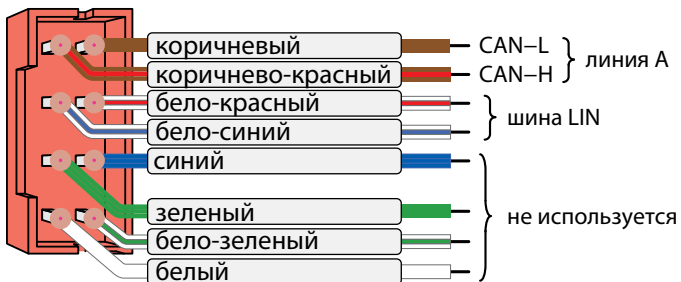 коричневый CAN–L
коричнево-красный CAN–H линия А
бело-красный
бело-синий шина LIN
синий
зеленый не используется
бело-зеленый
белый